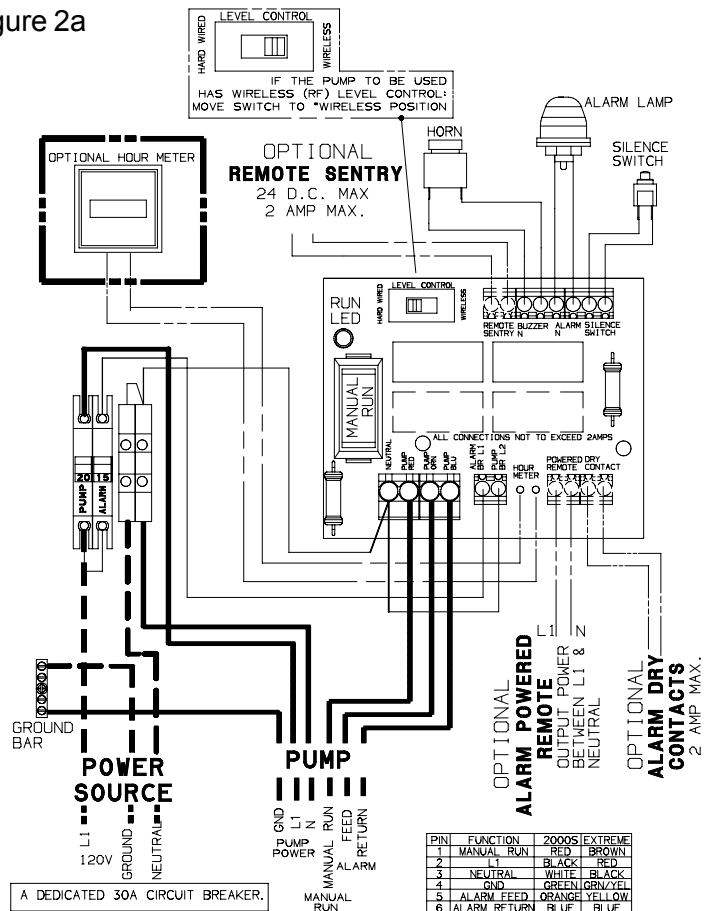 gure 2a
LEVEL CONTROL
HARD WIRED
WIRELESS
IF THE PUMP TO BE USED
HAS WIRELESS (RF) LEVEL CONTROL:
MOVE SWITCH TO "WIRELESS POSITION
ALARM LAMP
HORN
SILENCE
SWITCH
OPTIONAL HOUR METER
OPTIONAL
REMOTE SENTRY
24 D.C. MAX
2 AMP MAX.
RUN
LED
LEVEL CONTROL
HARD WIRED
WIRELESS
REMOTE BUZZER ALARM SILENCE
SENTRY N N SWITCH
MANUAL
RUN
ALL CONNECTIONS NOT TO EXCEED 2AMPS
NEUTRAL
PUMP
RED
PUMP
ORN
PUMP
BLU
ALARM
BR L1
PUMP
BR L2
HOUR
METER
POWERED DRY
REMOTE CONTACT
20 15
PUMP
ALARM
GROUND
BAR
POWER
SOURCE
L1
120V
GROUND
NEUTRAL
PUMP
GND
L1
N
PUMP
POWER
MANUAL RUN
FEED
RETURN
ALARM
MANUAL
RUN
L1 N
OPTIONAL
ALARM POWERED
REMOTE
OUTPUT POWER
BETWEEN L1 &
NEUTRAL
OPTIONAL
ALARM DRY
CONTACTS
2 AMP MAX.
A DEDICATED 30A CIRCUIT BREAKER.
PIN FUNCTION 2000S EXTREME
1 MANUAL RUN RED BROWN
2 L1 BLACK RED
3 NEUTRAL WHITE BLACK
4 GND GREEN GRN/YEL
5 ALARM FEED ORANGE YELLOW
6 ALARM RETURN BLUE BLUE